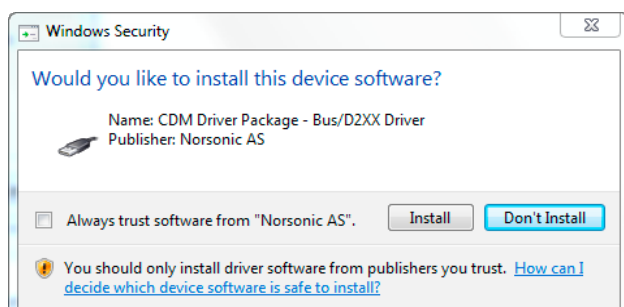 Windows Security
Would you like to install this device software?
Name: CDM Driver Package - Bus/D2XX Driver
Publisher: Norsonic AS
Always trust software from "Norsonic AS".
Install
Don't Install
You should only install driver software from publishers you trust. How can I
decide which device software is safe to install?